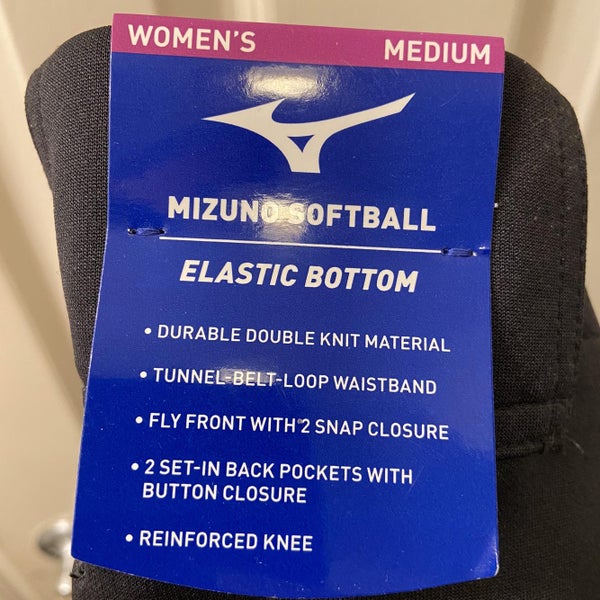 WOMEN'S MEDIUM
MIZUNO SOFTBALL
ELASTIC BOTTOM
• DURABLE DOUBLE KNIT MATERIAL
• TUNNEL-BELT-LOOP WAISTBAND
• FLY FRONT WITH 2 SNAP CLOSURE
• 2 SET-IN BACK POCKETS WITH
BUTTON CLOSURE
• REINFORCED KNEE